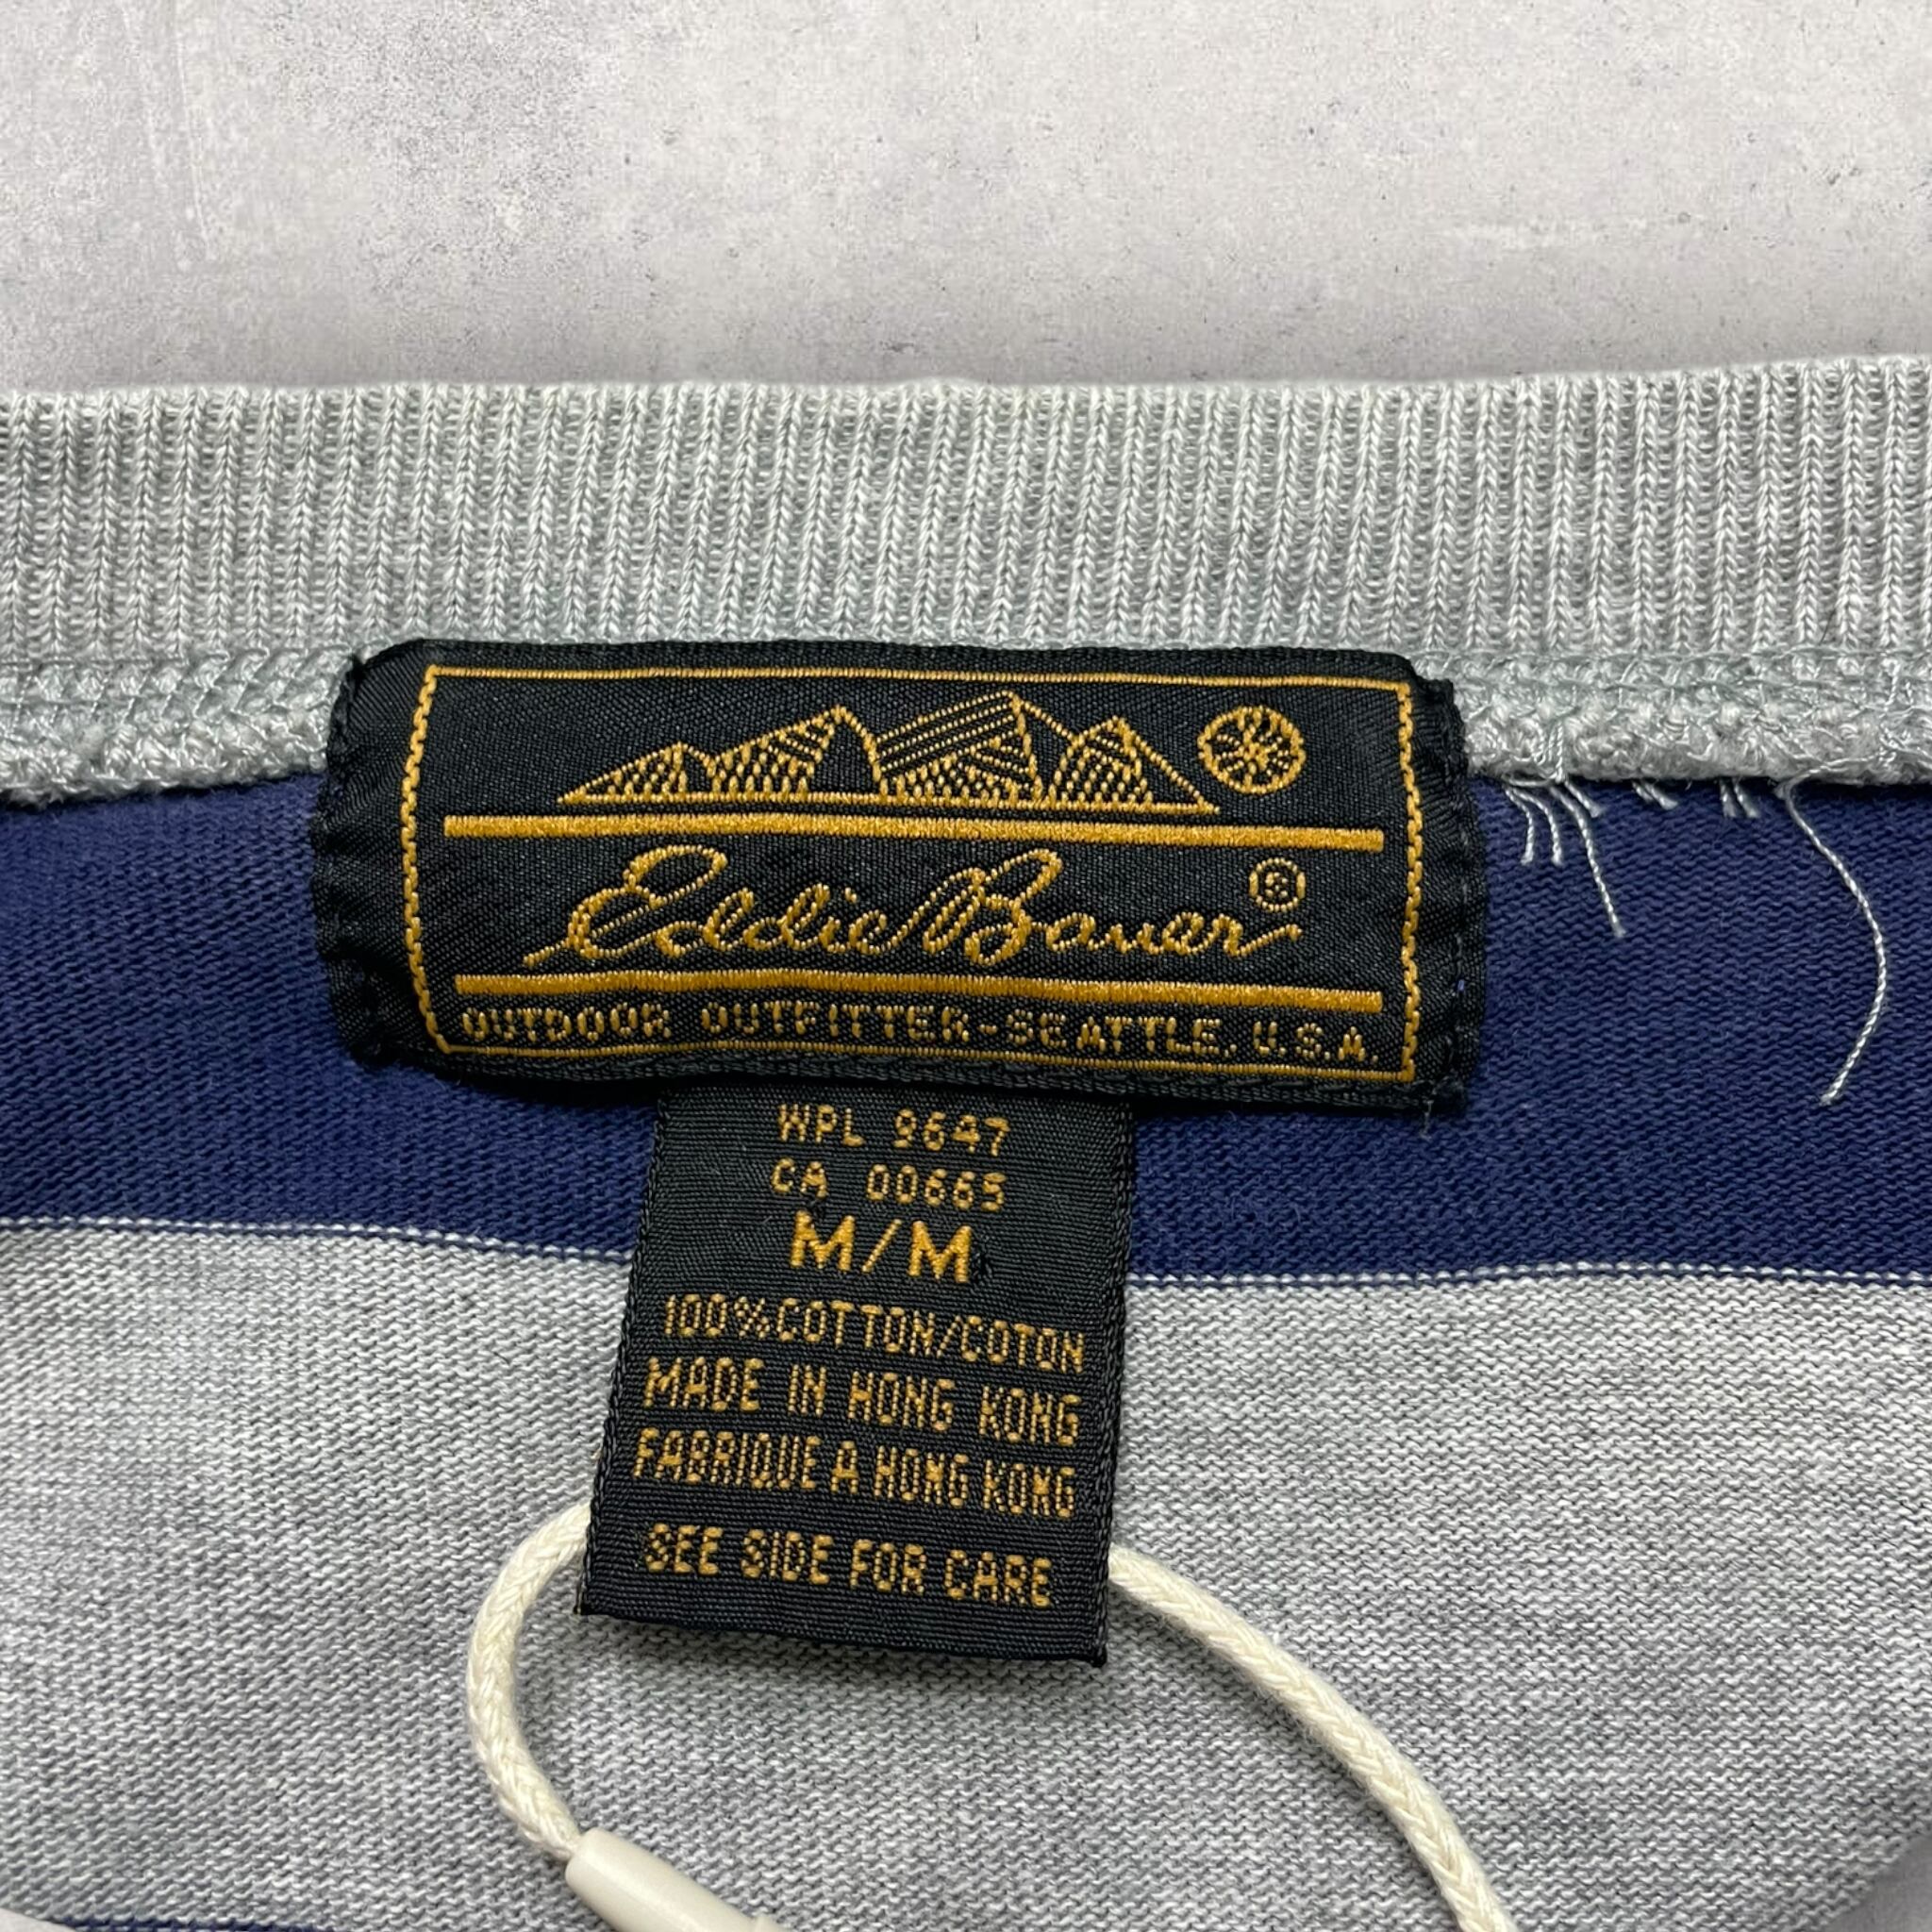 Eddie Bauer®
OUTDOOR OUTFITTER-SEATTLE, U.S.A.
WPL 9647
CA 00665
M/M
100%COTTON/COTON
MADE IN HONG KONG
FABRIQUE A HONG KONG
SEE SIDE FOR CARE